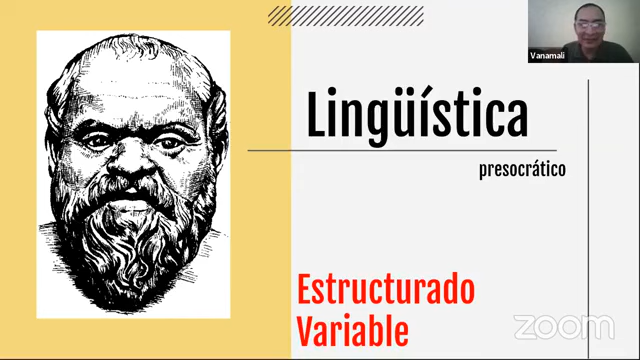 Vanamali
Lingüística
presocrático
Estructurado
Variable
zoom